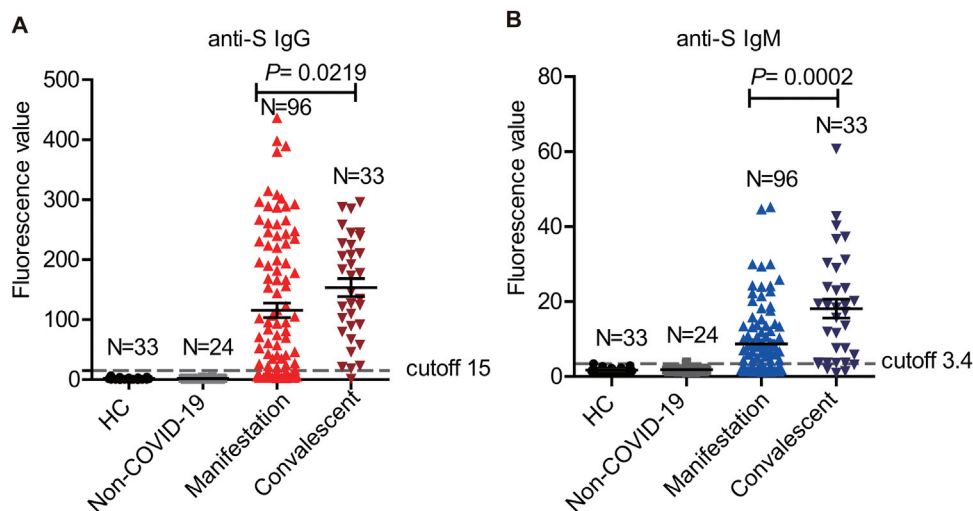 A
anti-S IgG
P= 0.0219
N=96
N=33
N=33
N=24
Fluorescence value
500
400
300
200
100
0
cutoff 15
HC
Non-COVID-19
Manifestation
Convalescent
B
anti-S IgM
P= 0.0002
N=33
N=96
N=33
N=24
Fluorescence value
80
60
40
20
0
cutoff 3.4
HC
Non-COVID-19
Manifestation
Convalescent